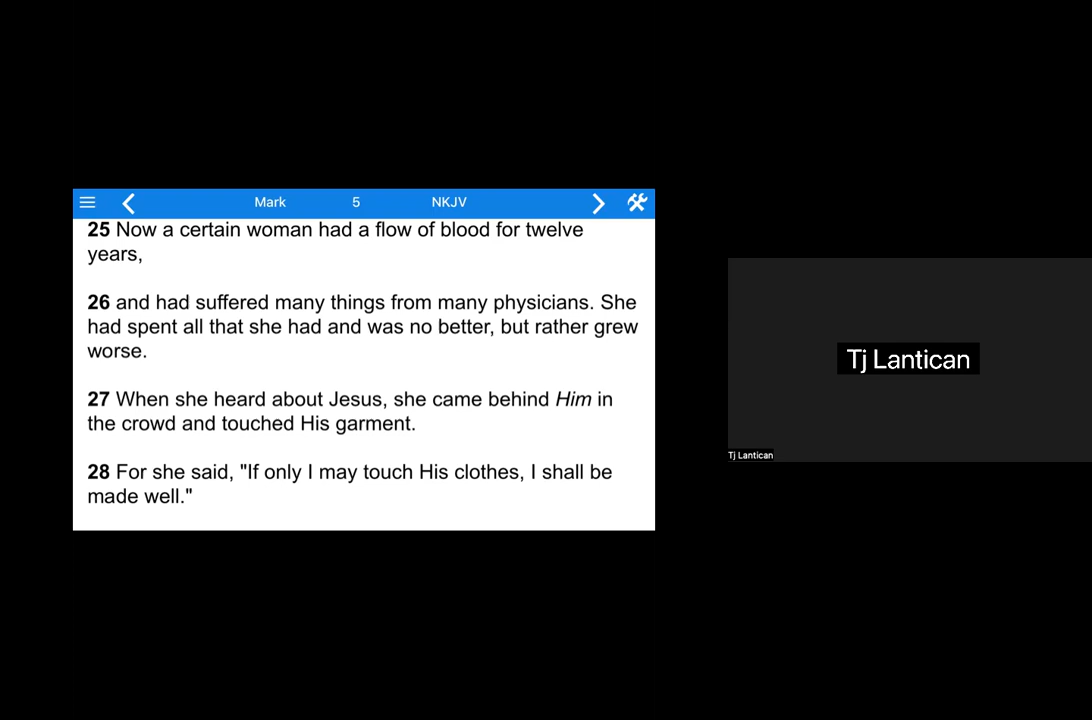 Mark 5 NKJV
25 Now a certain woman had a flow of blood for twelve
years,
26 and had suffered many things from many physicians. She
had spent all that she had and was no better, but rather grew
worse.
27 When she heard about Jesus, she came behind Him in
the crowd and touched His garment.
28 For she said, "If only I may touch His clothes, I shall be
made well."
Tj Lantican
Tj Lantican